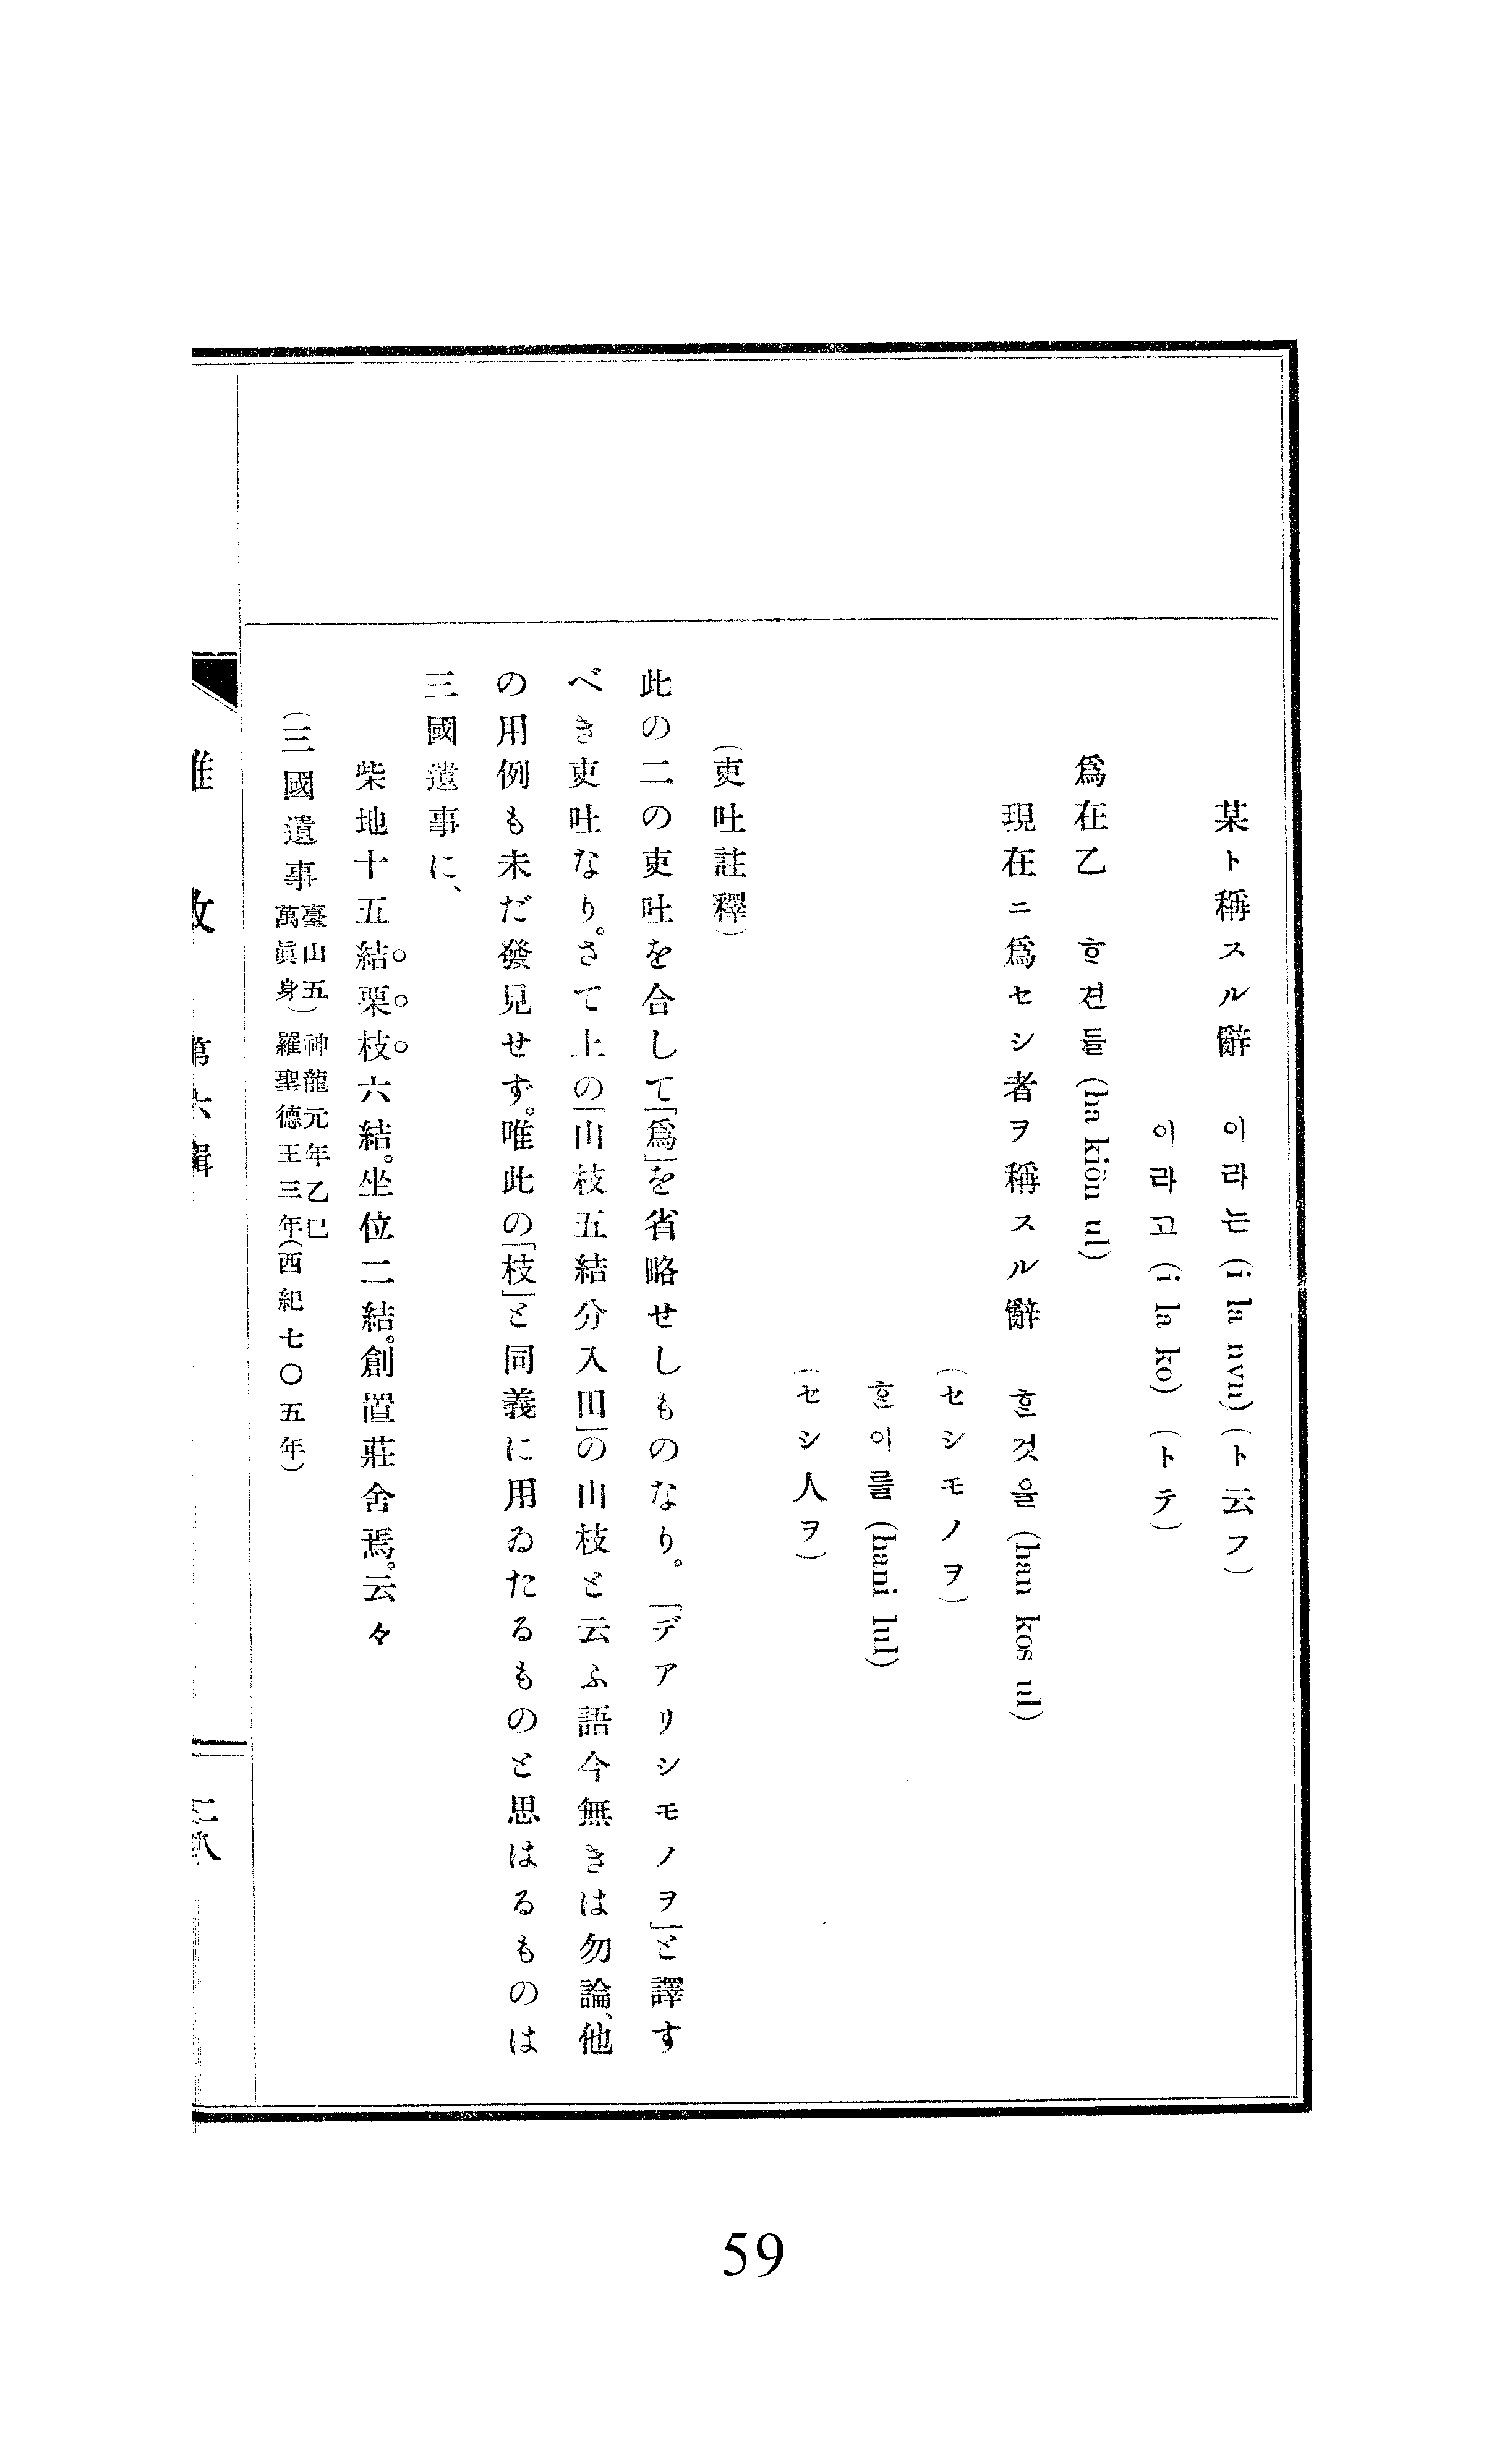 某ト稱スル辭　이라는 (i la nvn) (ト云フ)
이라고 (i la ko) (トテ)
爲在乙　ᄒᆞ견들 (ha kiön ul)
現在ニ爲セシ者ヲ稱スル辭　ᄒᆞᆫ것을 (han kos ul)
(セシモノヲ)
ᄒᆞᆫ이를 (hani lul)
(セシ人ヲ)
(吏吐註釋)
此の二の吏吐を合して「爲」を省略せしものなり。「デアリシモノヲ」と譯す
べき吏吐なり。さて上の「山枝五結分入田」の山枝と云ふ語今無きは勿論、他
の用例も未だ發見せず。唯此の「枝」と同義に用ゐたるものと思はるものは
三國遺事に、
柴地十五結。栗枝六結。坐位二結。創置莊舍焉。云々
(三國遺事 臺山五萬眞身) 神龍元年乙巳羅聖德王三年(西紀七〇五年)
雜攷 第六輯 二八
59